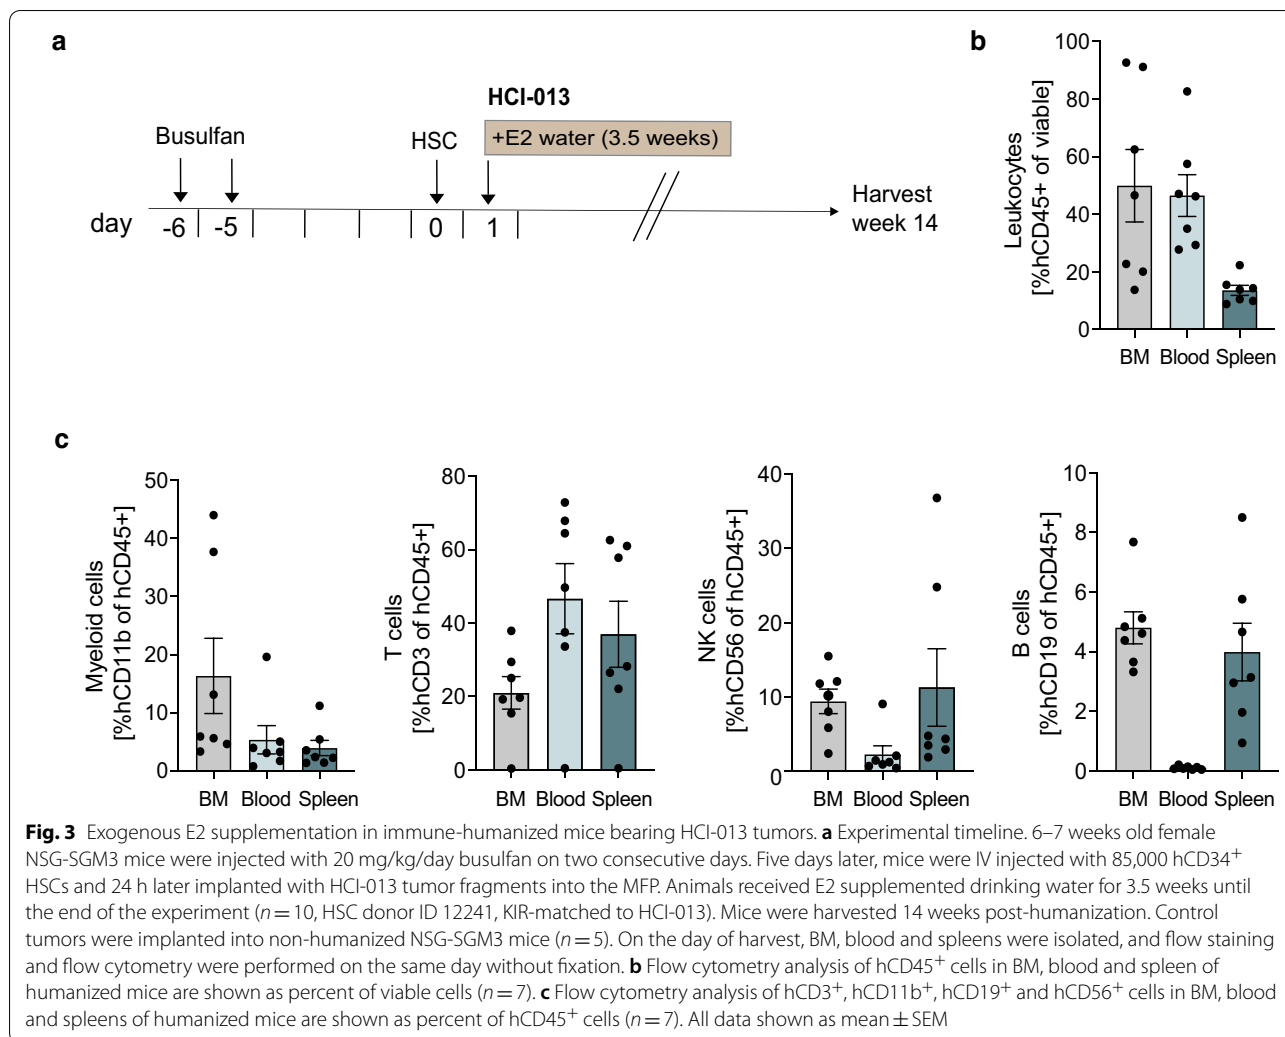 a
HCI-013
Busulfan
HSC
+E2 water (3.5 weeks)
day
-6
-5
0
1
Harvest
week 14
b
Leukocytes
[%hCD45+ of viable]
100
80
60
40
20
0
BM Blood Spleen
c
Myeloid cells
[%hCD11b of hCD45+]
50
40
30
20
10
0
BM Blood Spleen
T cells
[%hCD3 of hCD45+]
80
60
40
20
0
BM Blood Spleen
NK cells
[%hCD56 of hCD45+]
40
30
20
10
0
BM Blood Spleen
B cells
[%hCD19 of hCD45+]
10
8
6
4
2
0
BM Blood Spleen
Fig. 3 Exogenous E2 supplementation in immune-humanized mice bearing HCI-013 tumors. a Experimental timeline. 6–7 weeks old female
NSG-SGM3 mice were injected with 20 mg/kg/day busulfan on two consecutive days. Five days later, mice were IV injected with 85,000 hCD34+
HSCs and 24 h later implanted with HCI-013 tumor fragments into the MFP. Animals received E2 supplemented drinking water for 3.5 weeks until
the end of the experiment (n = 10, HSC donor ID 12241, KIR-matched to HCI-013). Mice were harvested 14 weeks post-humanization. Control
tumors were implanted into non-humanized NSG-SGM3 mice (n = 5). On the day of harvest, BM, blood and spleens were isolated, and flow staining
and flow cytometry were performed on the same day without fixation. b Flow cytometry analysis of hCD45+ cells in BM, blood and spleen of
humanized mice are shown as percent of viable cells (n = 7). c Flow cytometry analysis of hCD3+, hCD11b+, hCD19+ and hCD56+ cells in BM, blood
and spleens of humanized mice are shown as percent of hCD45+ cells (n = 7). All data shown as mean ± SEM